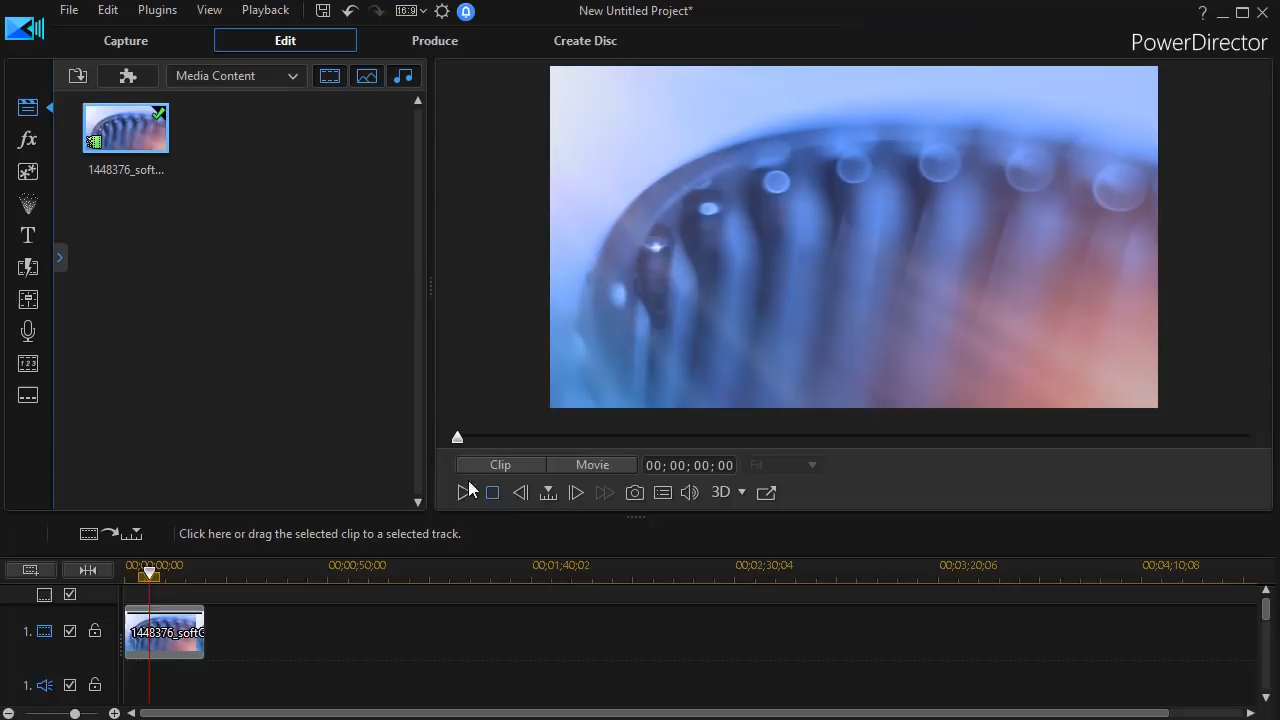 File Edit Plugins View Playback 16:9 New Untitled Project* ?
Capture Edit Produce Create Disc PowerDirector
Media Content
fx
1448376_soft...
T
Clip Movie 00; 00; 00; 00 Fit
3D
Click here or drag the selected clip to a selected track.
00;00;00;00 00;00;50;00 00;01;40;02 00;02;30;04 00;03;20;06 00;04;10;08
1. 1448376_softC
1.